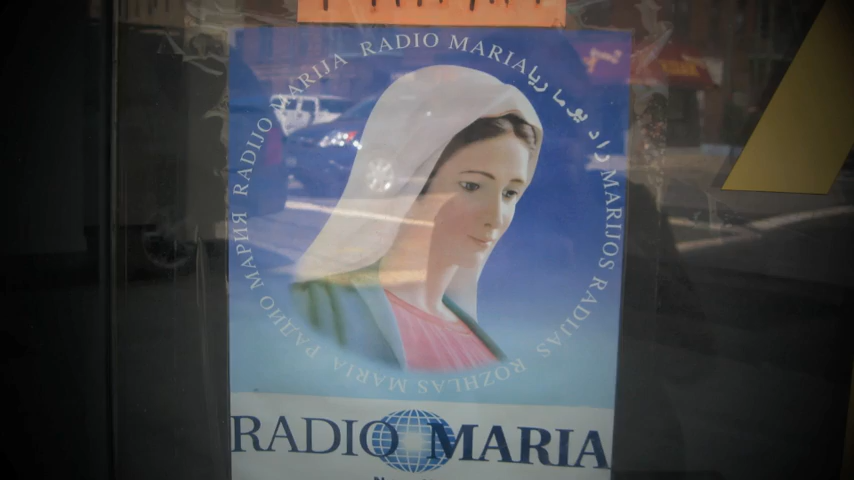 RADIO MARIA
راديو ماريا
MARIJOS RADIJAS
ROZHLAS MARIA
РАДИО МАРИЯ
RADIJO MARIJA
RADIO MARIA